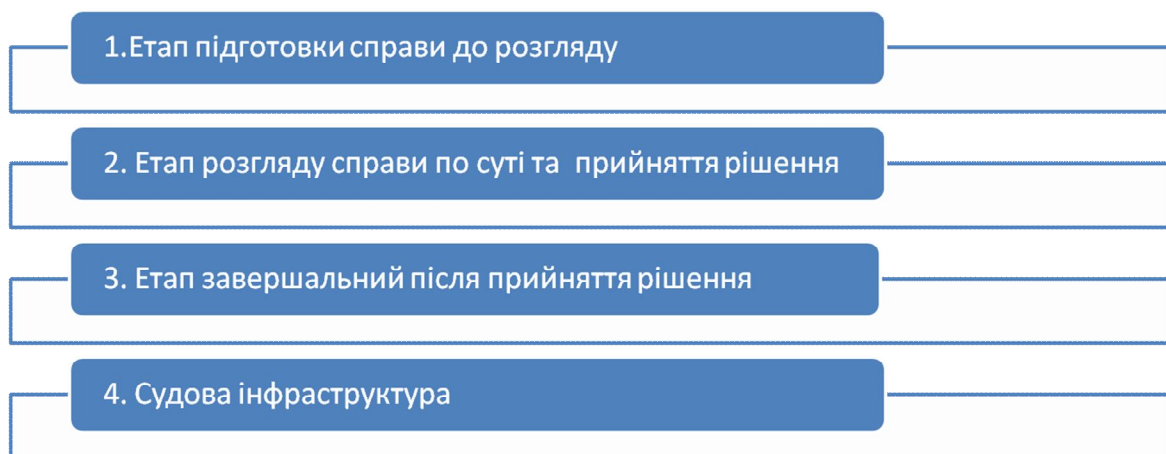 1.Етап підготовки справи до розгляду
2. Етап розгляду справи по суті та прийняття рішення
3. Етап завершальний після прийняття рішення
4. Судова інфраструктура